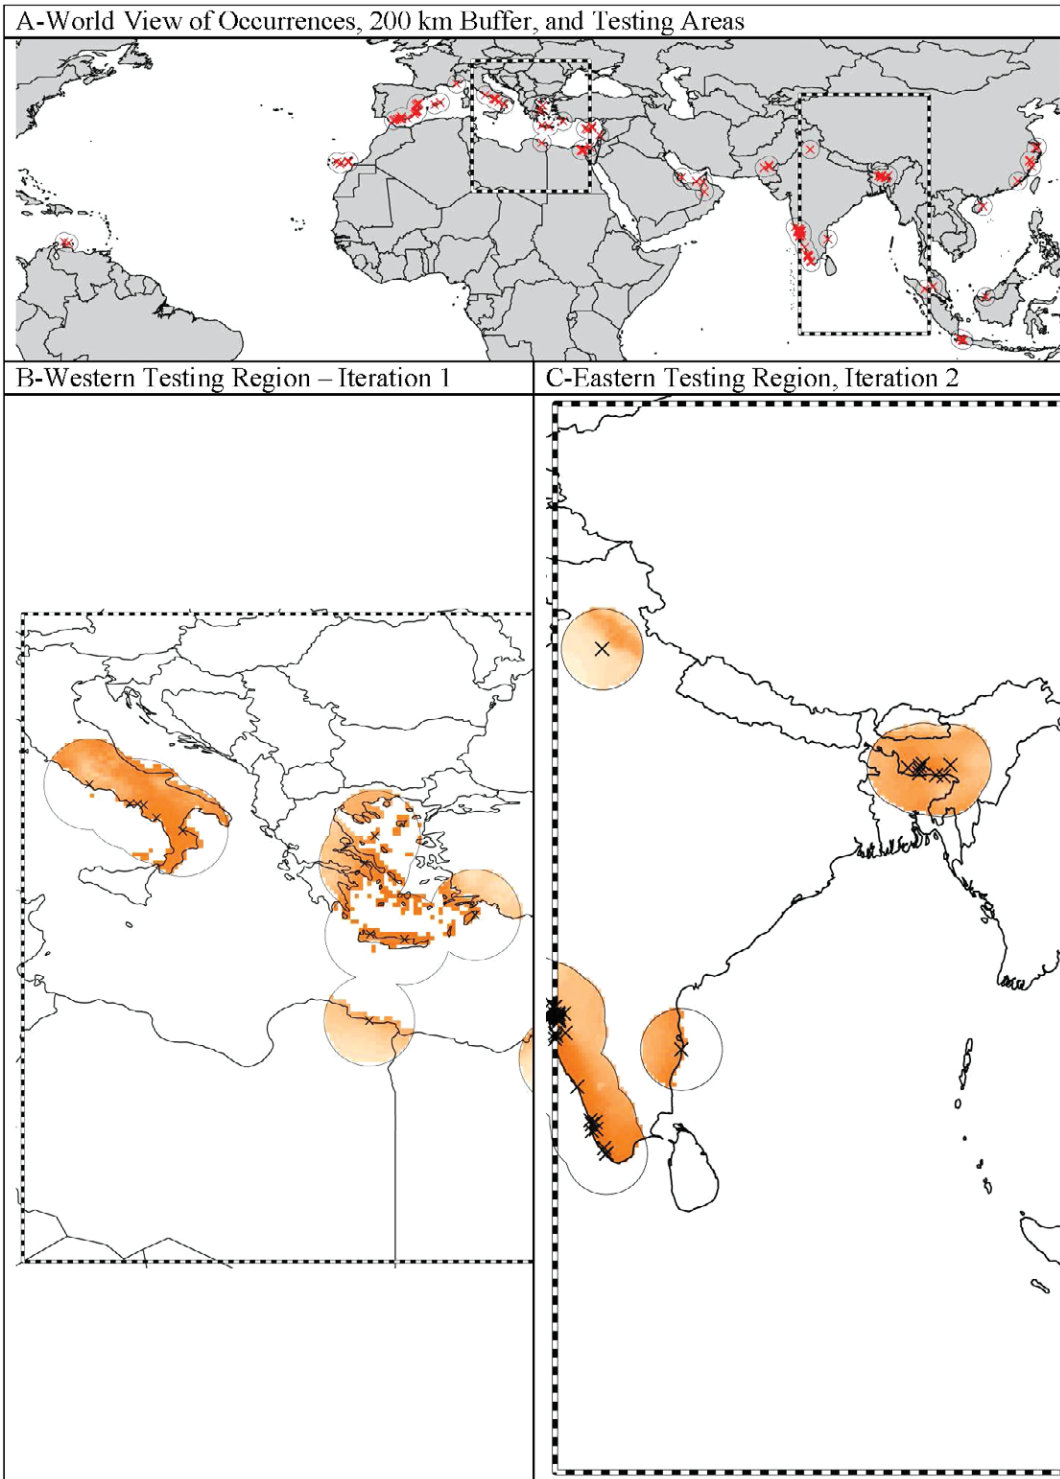 A-World View of Occurrences, 200 km Buffer, and Testing Areas
B-Western Testing Region – Iteration 1
C-Eastern Testing Region, Iteration 2